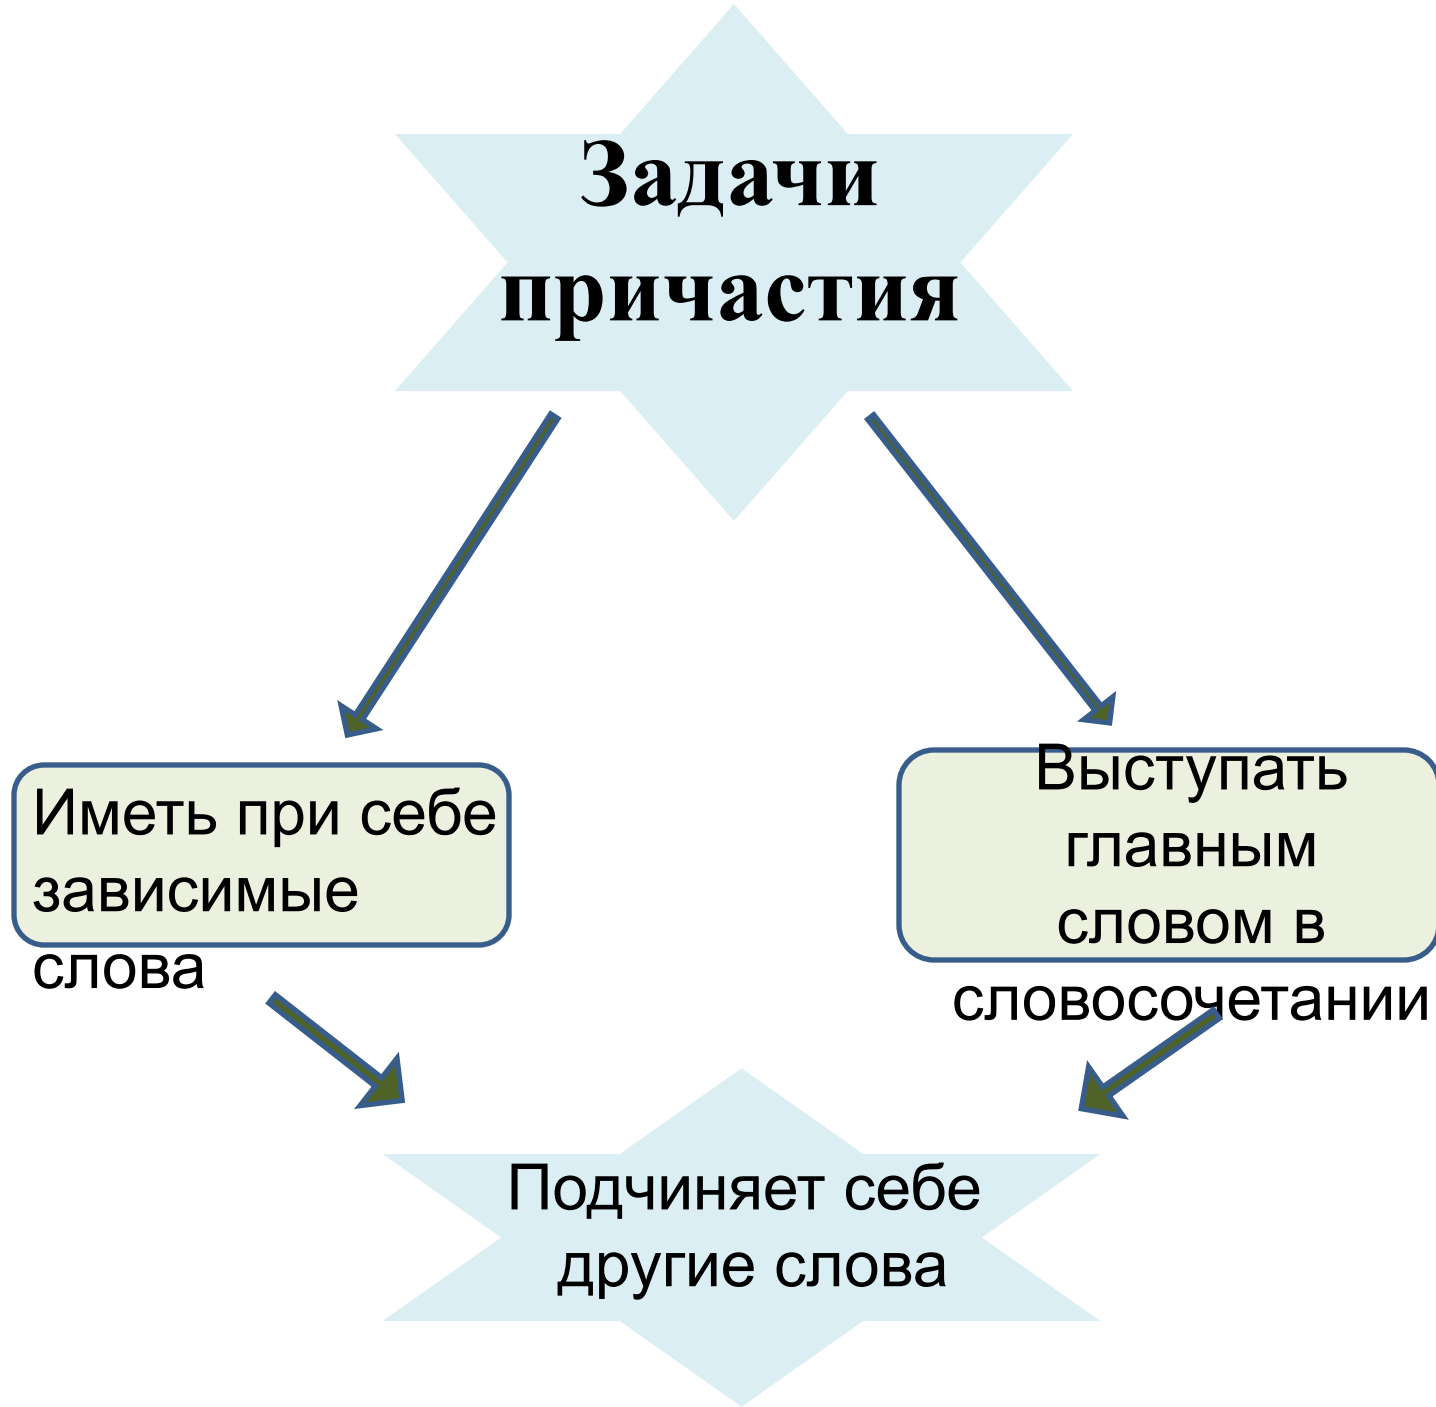 Задачи
причастия
Иметь при себе
зависимые
слова
Выступать
главным
словом в
словосочетании
Подчиняет себе
другие слова